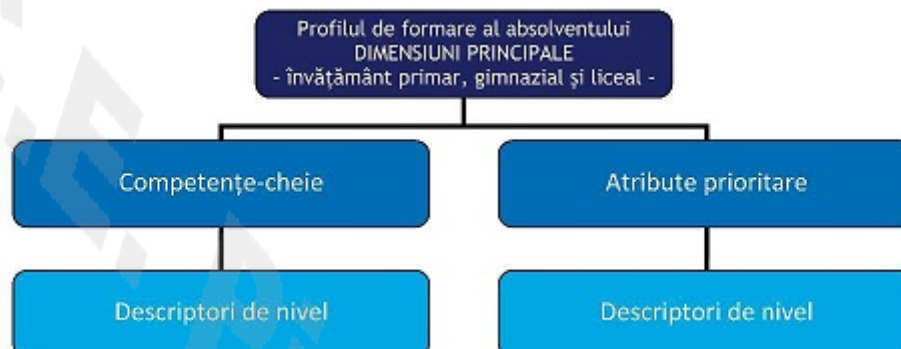 Profilul de formare al absolventului
DIMENSIUNI PRINCIPALE
- învățământ primar, gimnazial și liceal -
Competențe-cheie
Atribute prioritare
Descriptori de nivel
Descriptori de nivel